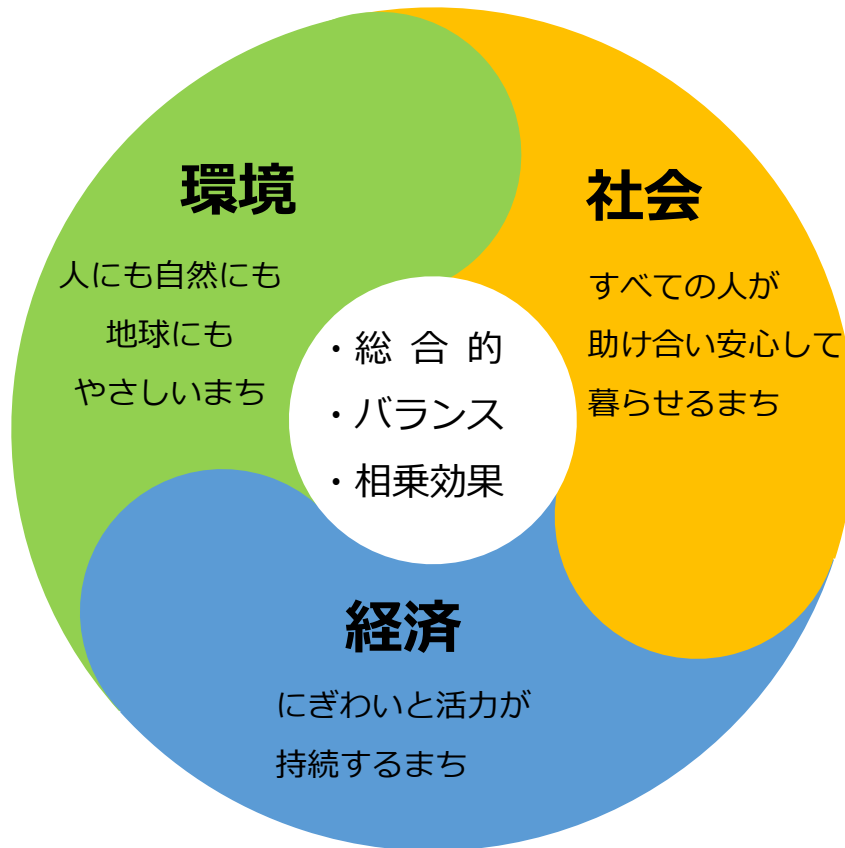 環境
人にも自然にも
地球にも
やさしいまち
社会
すべての人が
助け合い安心して
暮らせるまち
・総 合 的
・バランス
・相乗効果
経済
にぎわいと活力が
持続するまち